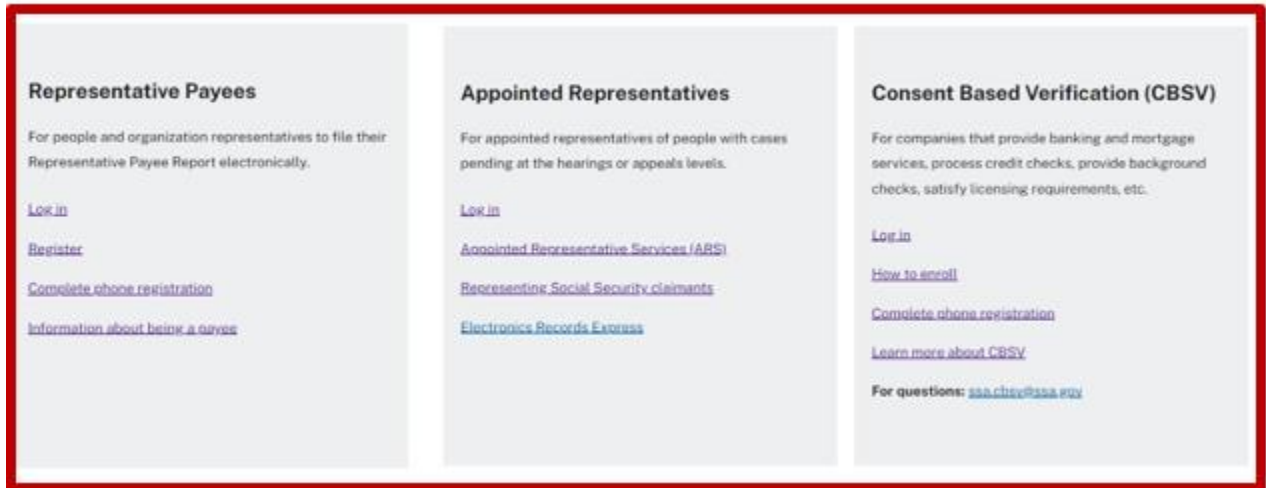 Representative Payees
For people and organization representatives to file their
Representative Payee Report electronically.
Log in
Register
Complete phone registration
Information about being a payee
Appointed Representatives
For appointed representatives of people with cases
pending at the hearings or appeals levels.
Log in
Appointed Representative Services (ARS)
Representing Social Security claimants
Electronics Records Express
Consent Based Verification (CBSV)
For companies that provide banking and mortgage
services, process credit checks, provide background
checks, satisfy licensing requirements, etc.
Log in
How to enroll
Complete phone registration
Learn more about CBSV
For questions: ssa.cbsv@ssa.gov